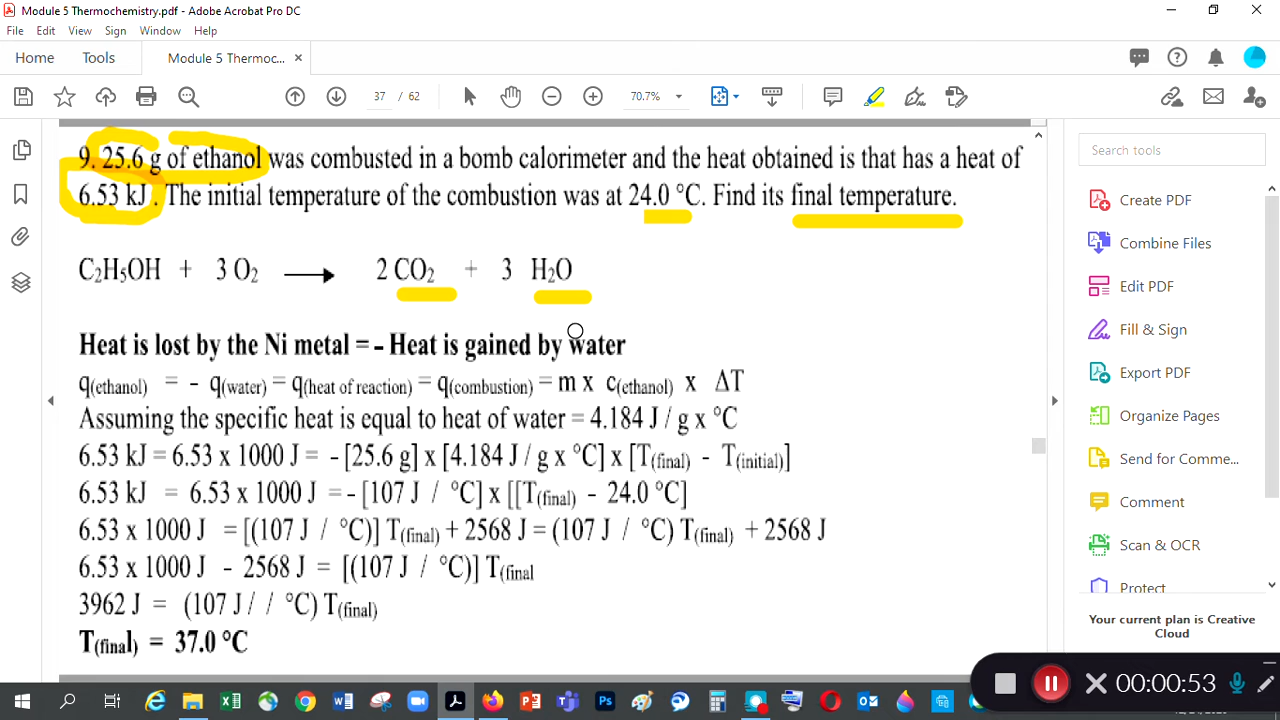 Module 5 Thermochemistry.pdf - Adobe Acrobat Pro DC
File Edit View Sign Window Help
Home Tools Module 5 Thermoc... ×
37 / 62 70.7%
9. 25.6 g of ethanol was combusted in a bomb calorimeter and the heat obtained is that has a heat of
6.53 kJ . The initial temperature of the combustion was at 24.0 °C. Find its final temperature.
C₂H₅OH + 3 O₂ ⟶ 2 CO₂ + 3 H₂O
Heat is lost by the Ni metal = - Heat is gained by water
q(ethanol) = - q(water) = q(heat of reaction) = q(combustion) = m x c(ethanol) x ΔT
Assuming the specific heat is equal to heat of water = 4.184 J / g x °C
6.53 kJ = 6.53 x 1000 J = - [25.6 g] x [4.184 J / g x °C] x [T(final) - T(initial)]
6.53 kJ = 6.53 x 1000 J = - [107 J / °C] x [[T(final) - 24.0 °C]
6.53 x 1000 J = [(107 J / °C)] T(final) + 2568 J = (107 J / °C) T(final) + 2568 J
6.53 x 1000 J - 2568 J = [(107 J / °C)] T(final
3962 J = (107 J / / °C) T(final)
T(final) = 37.0 °C
Search tools
Create PDF
Combine Files
Edit PDF
Fill & Sign
Export PDF
Organize Pages
Send for Comme...
Comment
Scan & OCR
Protect
Your current plan is Creative
Cloud
00:00:53